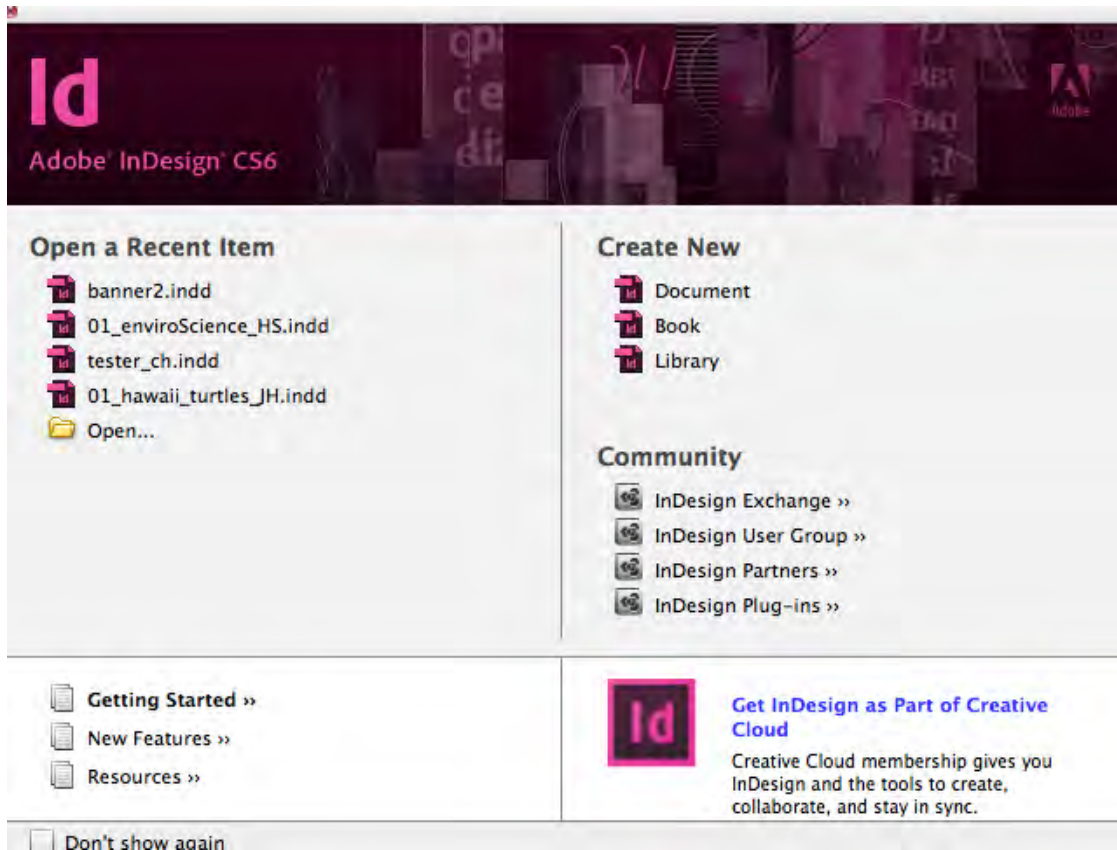 Id
Adobe® InDesign® CS6
Adobe
Open a Recent Item
banner2.indd
01_enviroScience_HS.indd
tester_ch.indd
01_hawaii_turtles_JH.indd
Open...
Create New
Document
Book
Library
Community
InDesign Exchange ››
InDesign User Group ››
InDesign Partners ››
InDesign Plug-ins ››
Getting Started ››
New Features ››
Resources ››
Id
Get InDesign as Part of Creative
Cloud
Creative Cloud membership gives you
InDesign and the tools to create,
collaborate, and stay in sync.
Don't show again